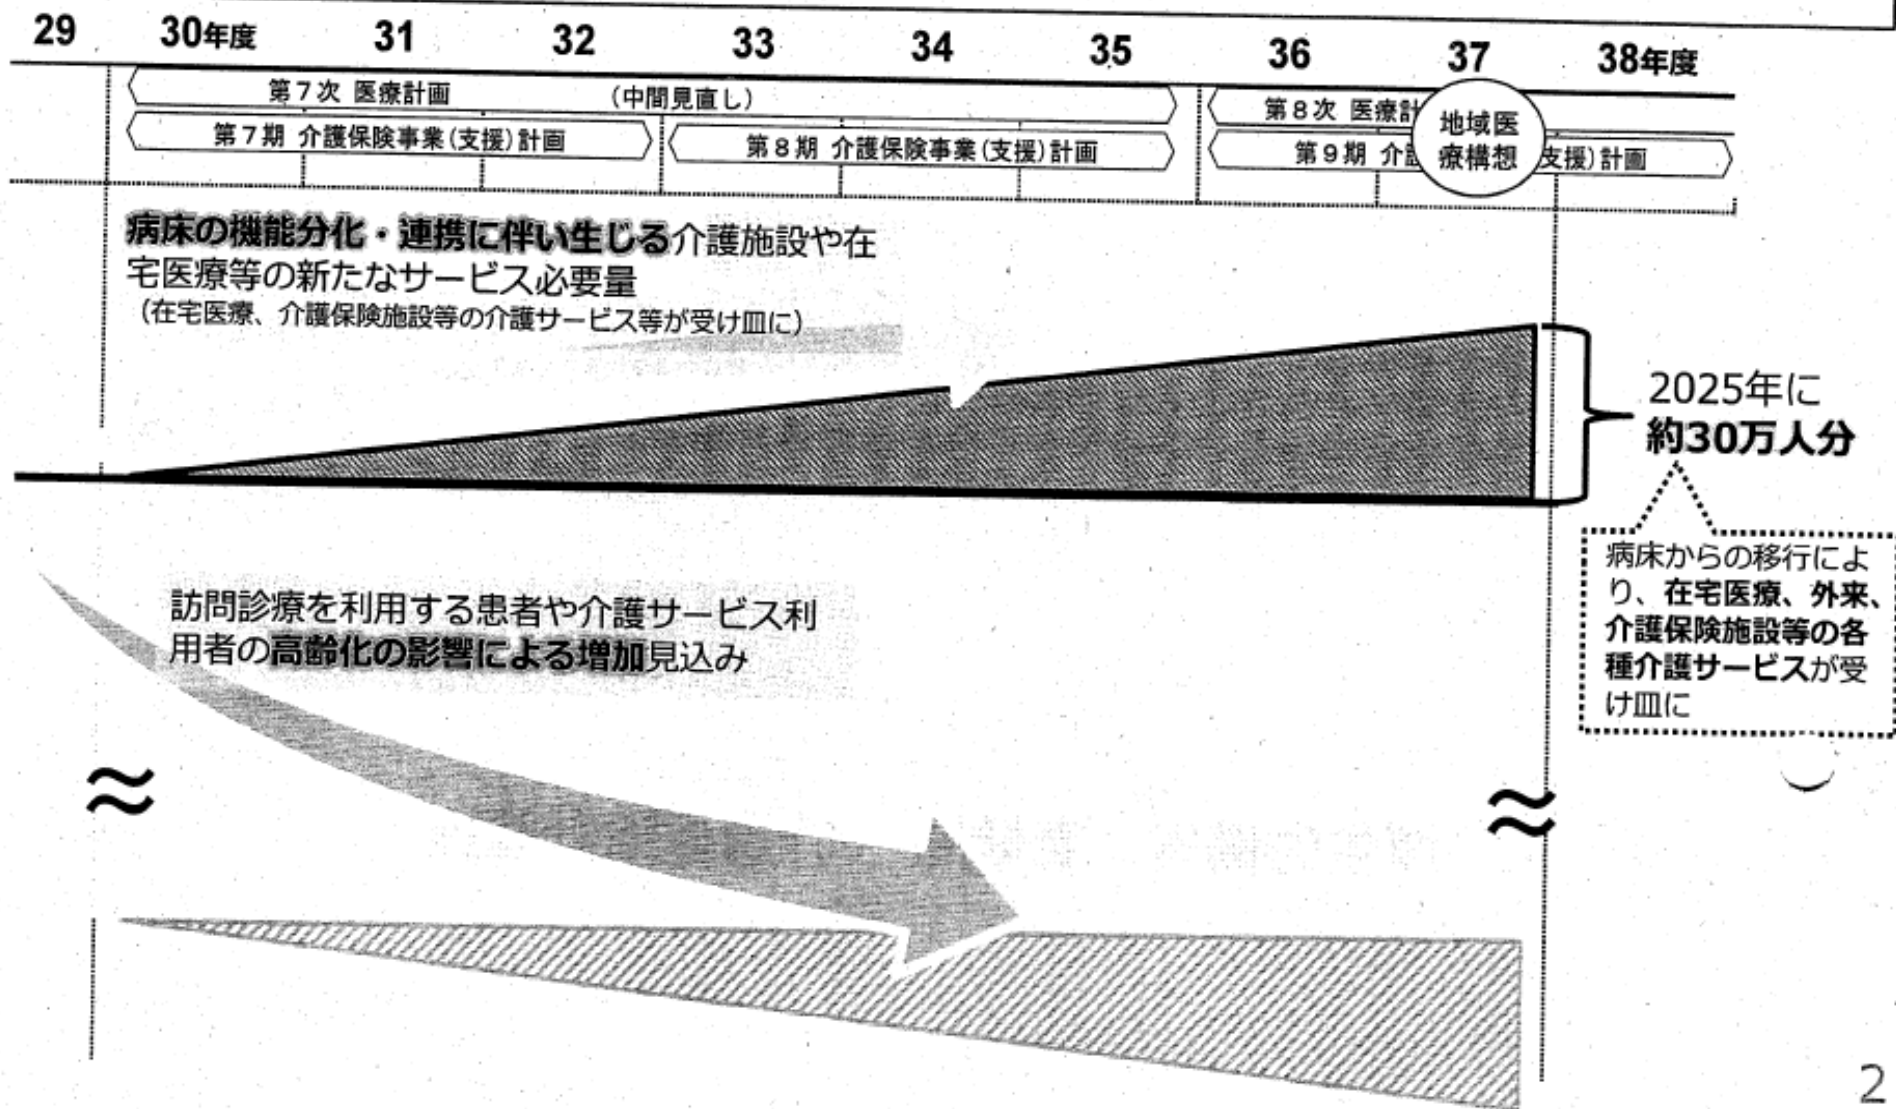 29 30年度 31 32 33 34 35 36 37 38年度
第7次 医療計画 (中間見直し) 第8次 医療計
第7期 介護保険事業(支援)計画 第8期 介護保険事業(支援)計画 第9期 介護 支援)計画
地域医
療構想
病床の機能分化・連携に伴い生じる介護施設や在
宅医療等の新たなサービス必要量
(在宅医療、介護保険施設等の介護サービス等が受け皿に)
2025年に
約30万人分
病床からの移行によ
り、在宅医療、外来、
介護保険施設等の各
種介護サービスが受
け皿に
訪問診療を利用する患者や介護サービス利
用者の高齢化の影響による増加見込み
≈ ≈
2